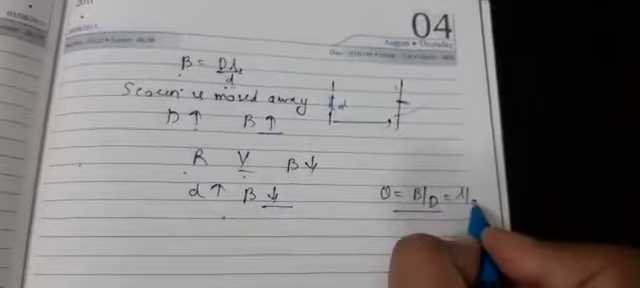 04
August • Thursday
B = Dλ/d
Screen is moved away
d
D ↑ B ↑
R V B ↓
d ↑ B ↓
θ = B/D = λ/